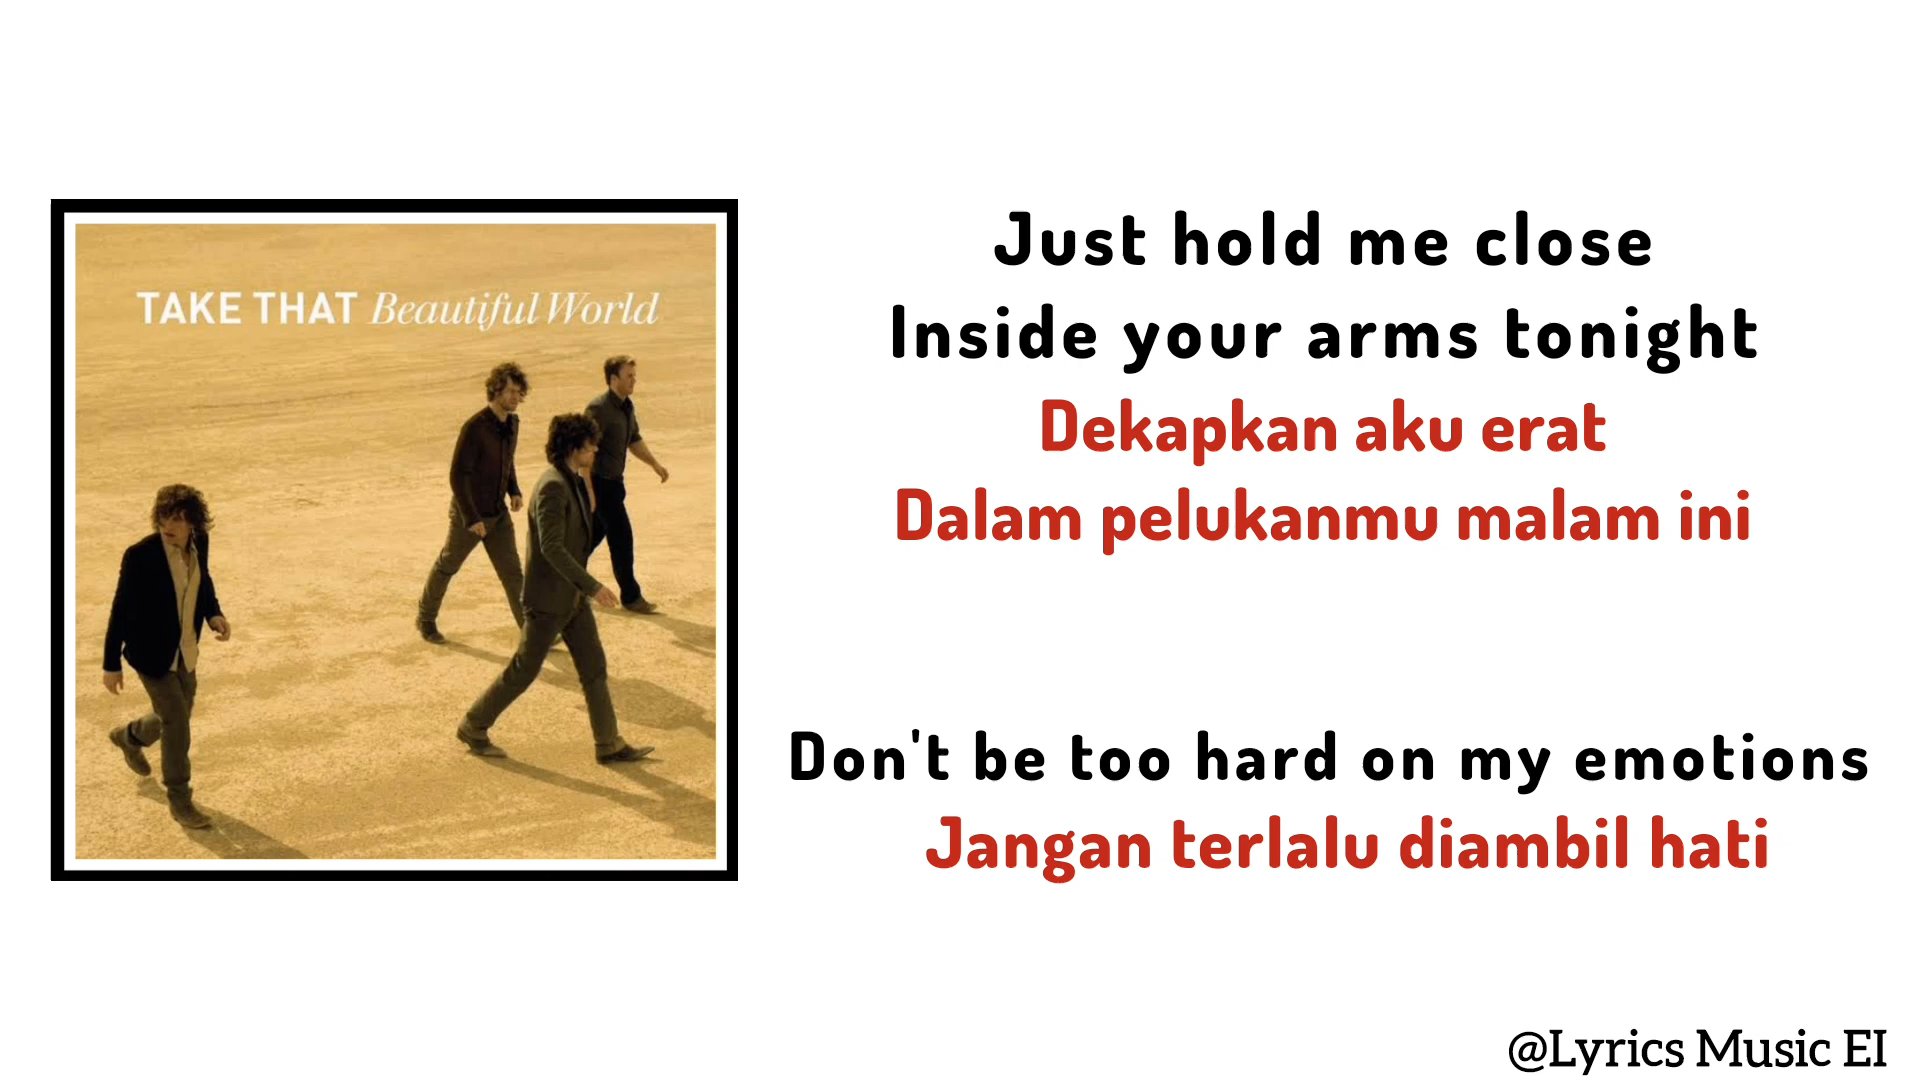 TAKE THAT Beautiful World
Just hold me close
Inside your arms tonight
Dekapkan aku erat
Dalam pelukanmu malam ini
Don't be too hard on my emotions
Jangan terlalu diambil hati
@Lyrics Music EI